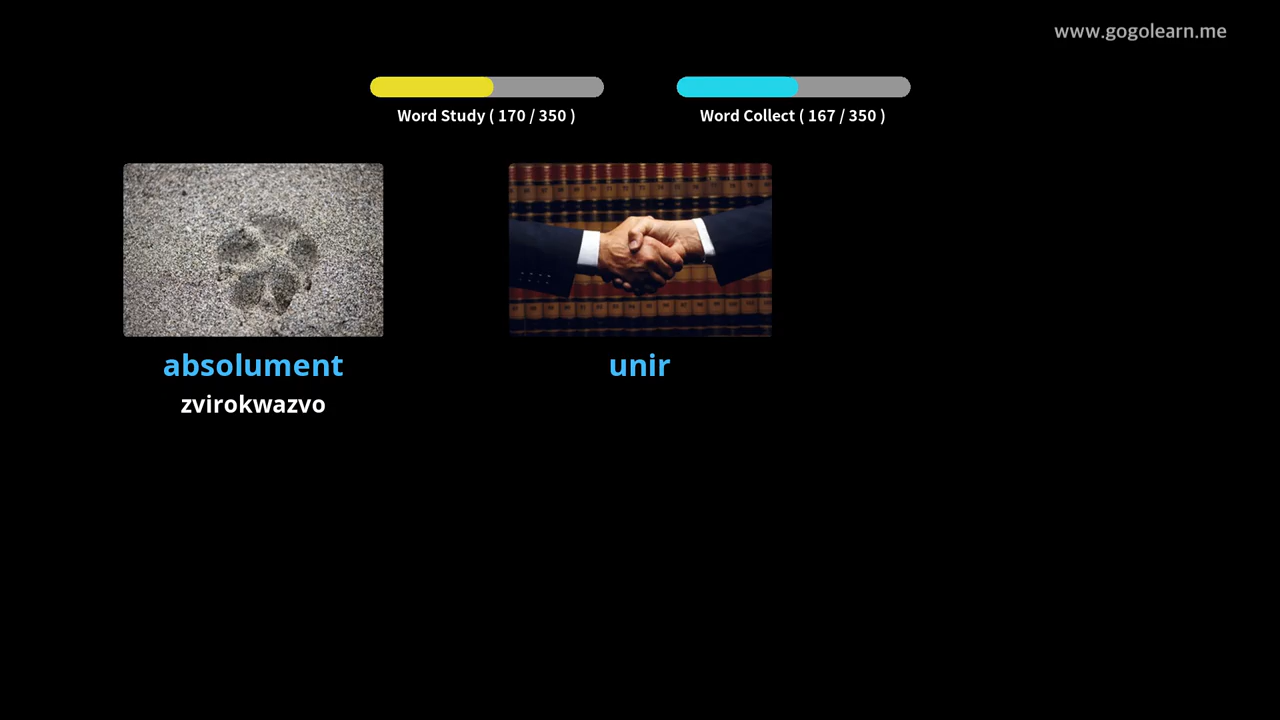 www.gogolearn.me
Word Study ( 170 / 350 )
Word Collect ( 167 / 350 )
absolument
unir
zvirokwazvo